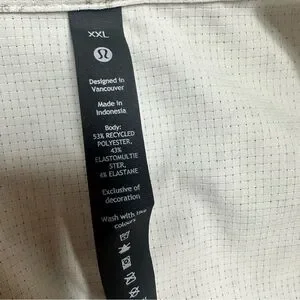 XXL
Designed in
Vancouver
Made in
Indonesia
Body:
53% RECYCLED
POLYESTER,
43%
ELASTOMULTIE
STER,
4% ELASTANE
Exclusive of
decoration
Wash with like
colours